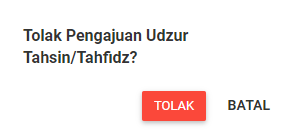 Tolak Pengajuan Udzur
Tahsin/Tahfidz?
TOLAK BATAL